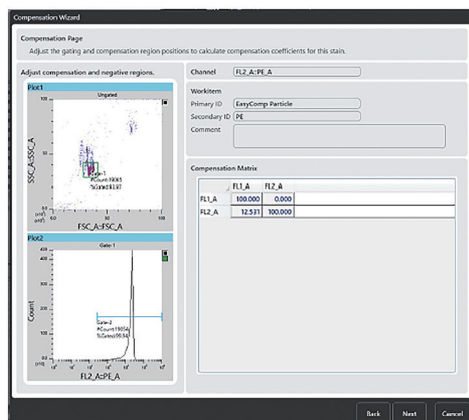 Compensation Wizard
Compensation Page
Adjust the gating and compensation region positions to calculate compensation coefficients for this stain.
Adjust compensation and negative regions.
Plot1
Ungated
SSC_A::SSC_A
FSC_A::FSC_A
Plot2
Gate-1
Count
Gate-2
FL2_A::PE_A
Channel FL2_A::PE_A
Workitem
Primary ID EasyComp Particle
Secondary ID PE
Comment
Compensation Matrix
FL1_A FL2_A
FL1_A 100.000 0.000
FL2_A 12.531 100.000
Back Next Cancel